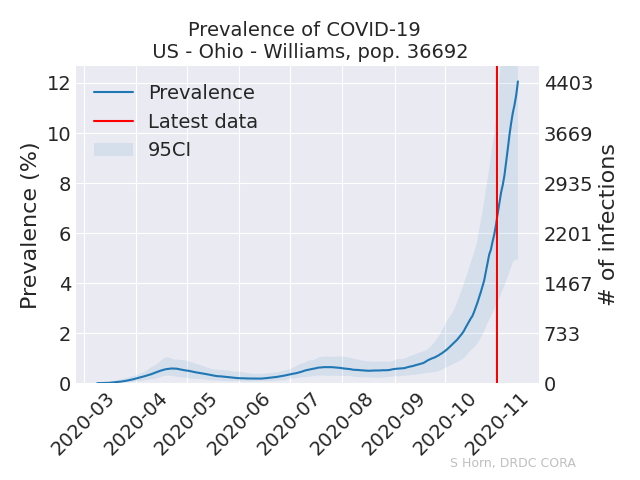 Prevalence of COVID-19
US - Ohio - Williams, pop. 36692
Prevalence
Latest data
95CI
Prevalence (%)
12
10
8
6
4
2
0
4403
3669
2935
2201
1467
733
0
# of infections
2020-03
2020-04
2020-05
2020-06
2020-07
2020-08
2020-09
2020-10
2020-11
S Horn, DRDC CORA